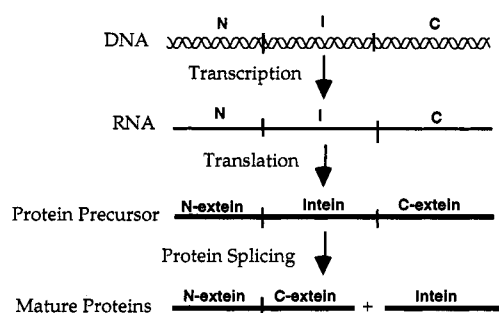 N I C
DNA
Transcription
N I C
RNA
Translation
N-extein Intein C-extein
Protein Precursor
Protein Splicing
N-extein C-extein Intein
Mature Proteins +